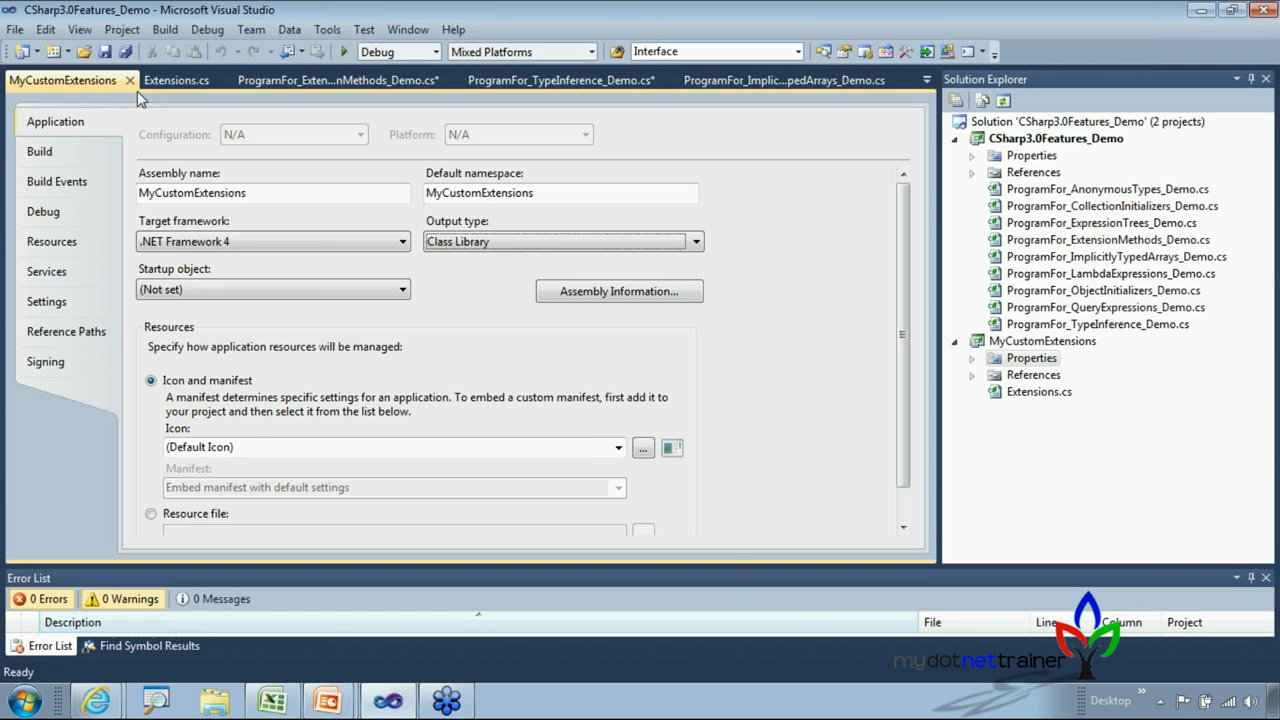 CSharp3.0Features_Demo - Microsoft Visual Studio
File Edit View Project Build Debug Team Data Tools Test Window Help
Debug Mixed Platforms Interface
MyCustomExtensions Extensions.cs ProgramFor_Exten...nMethods_Demo.cs* ProgramFor_TypeInference_Demo.cs* ProgramFor_Implic...pedArrays_Demo.cs
Application
Build
Build Events
Debug
Resources
Services
Settings
Reference Paths
Signing
Configuration: N/A Platform: N/A
Assembly name: Default namespace:
MyCustomExtensions MyCustomExtensions
Target framework: Output type:
.NET Framework 4 Class Library
Startup object:
(Not set) Assembly Information...
Resources
Specify how application resources will be managed:
Icon and manifest
A manifest determines specific settings for an application. To embed a custom manifest, first add it to
your project and then select it from the list below.
Icon:
(Default Icon) ...
Manifest:
Embed manifest with default settings
Resource file:
Solution Explorer
Solution 'CSharp3.0Features_Demo' (2 projects)
CSharp3.0Features_Demo
Properties
References
ProgramFor_AnonymousTypes_Demo.cs
ProgramFor_CollectionInitializers_Demo.cs
ProgramFor_ExpressionTrees_Demo.cs
ProgramFor_ExtensionMethods_Demo.cs
ProgramFor_ImplicitlyTypedArrays_Demo.cs
ProgramFor_LambdaExpressions_Demo.cs
ProgramFor_ObjectInitializers_Demo.cs
ProgramFor_QueryExpressions_Demo.cs
ProgramFor_TypeInference_Demo.cs
MyCustomExtensions
Properties
References
Extensions.cs
Error List
0 Errors 0 Warnings 0 Messages
Description File Line Column Project
Error List Find Symbol Results
Ready
mydotnettrainer
Desktop